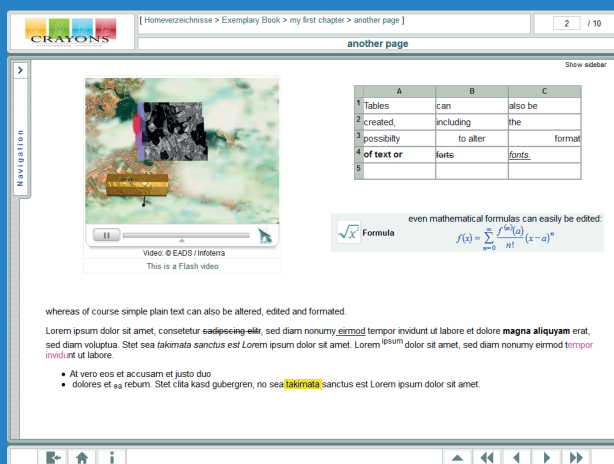 CRAYONS
[ Homeverzeichnisse > Exemplary Book > my first chapter > another page ]
2 / 10
another page
Show sidebar
Navigation
A B C
1 Tables can also be
2 created, including the
3 possibilty to alter format
4 of text or forts fonts.
5
Video: © EADS / Infoterra
This is a Flash video
Formula
even mathematical formulas can easily be edited:
f(x) = ∑_{n=0}^{∞} f^{(n)}(a)/n! (x−a)^n
whereas of course simple plain text can also be altered, edited and formated.
Lorem ipsum dolor sit amet, consetetur sadipscing elitr, sed diam nonumy eirmod tempor invidunt ut labore et dolore magna aliquyam erat,
sed diam voluptua. Stet sea takimata sanctus est Lorem ipsum dolor sit amet. Lorem ipsum dolor sit amet, sed diam nonumy eirmod tempor
invidunt ut labore.
• At vero eos et accusam et justo duo
• dolores et ea rebum. Stet clita kasd gubergren, no sea takimata sanctus est Lorem ipsum dolor sit amet.